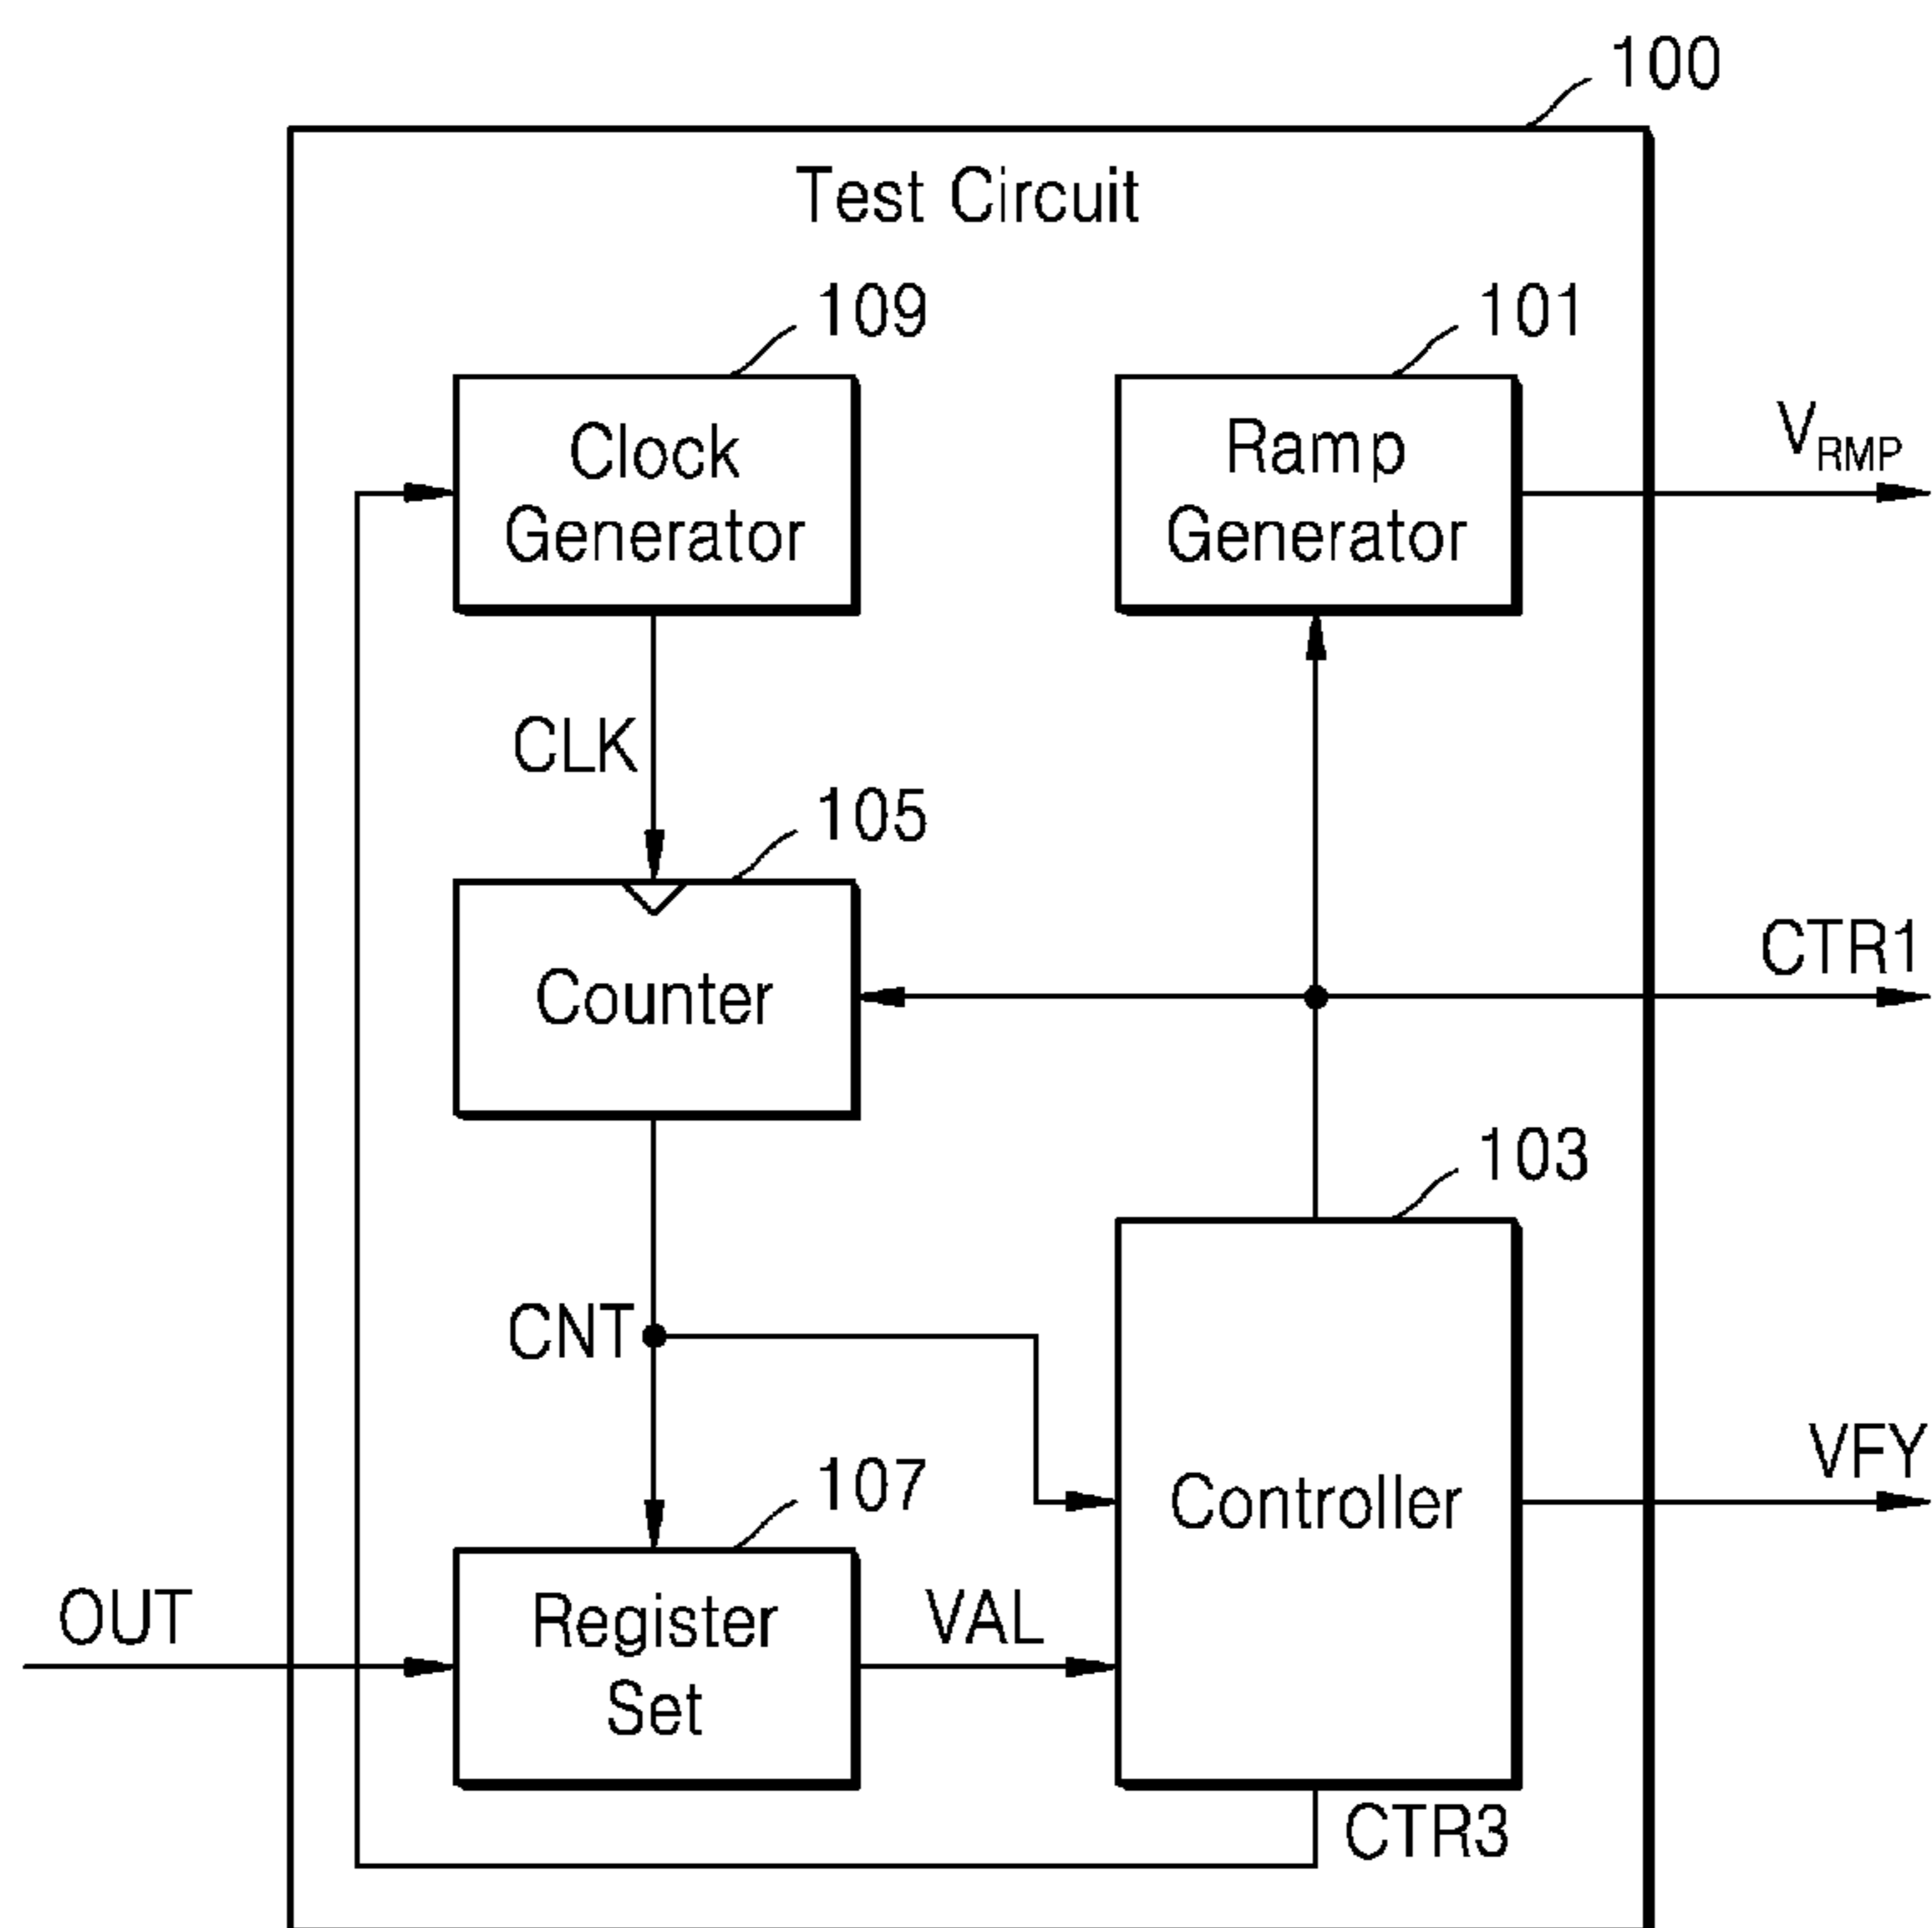 100
Test Circuit
109
101
Clock
Generator
Ramp
Generator
VRMP
CLK
105
Counter
CTR1
103
CNT
107
Controller
VFY
OUT
Register
Set
VAL
CTR3